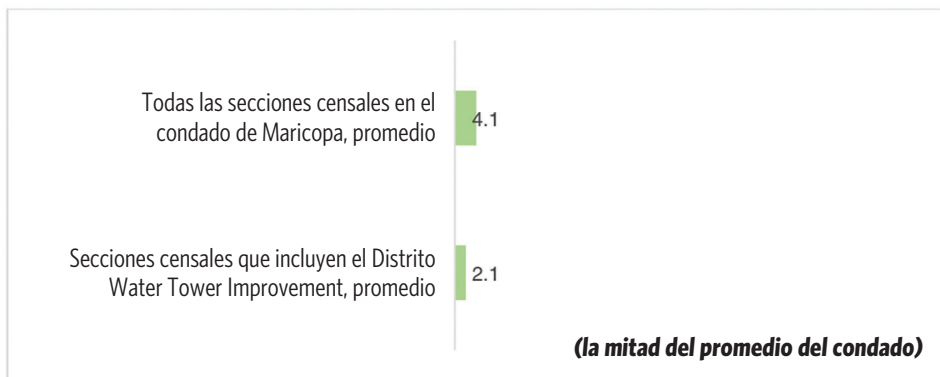 Todas las secciones censales en el
condado de Maricopa, promedio
4.1
Secciones censales que incluyen el Distrito
Water Tower Improvement, promedio
2.1
(la mitad del promedio del condado)